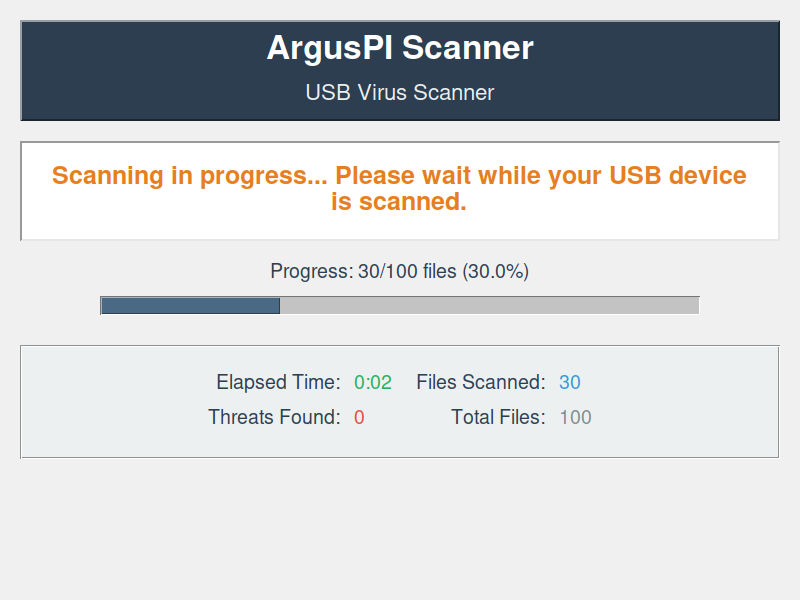 ArgusPI Scanner
USB Virus Scanner
Scanning in progress... Please wait while your USB device
is scanned.
Progress: 30/100 files (30.0%)
Elapsed Time: 0:02 Files Scanned: 30
Threats Found: 0 Total Files: 100